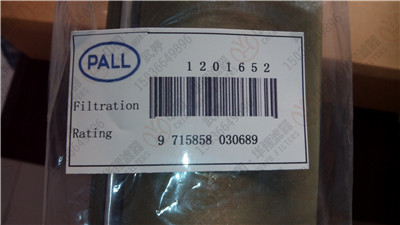 PALL
1201652
Filtration
Rating
9 715858 030689